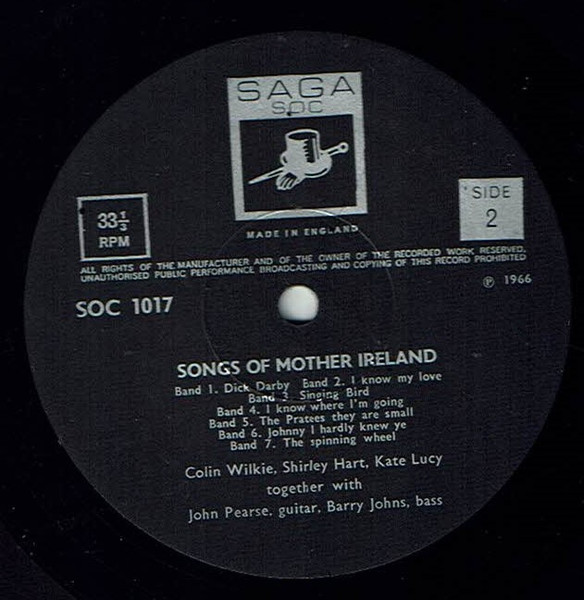 SAGA
SOC
33⅓
RPM
SIDE
2
MADE IN ENGLAND
ALL RIGHTS OF THE MANUFACTURER AND OF THE OWNER OF THE RECORDED WORK RESERVED.
UNAUTHORISED PUBLIC PERFORMANCE BROADCASTING AND COPYING OF THIS RECORD PROHIBITED
℗ 1966
SOC 1017
SONGS OF MOTHER IRELAND
Band 1. Dick Darby Band 2. I know my love
Band 3. Singing Bird
Band 4. I know where I'm going
Band 5. The Pratees they are small
Band 6. Johnny I hardly knew ye
Band 7. The spinning wheel
Colin Wilkie, Shirley Hart, Kate Lucy
together with
John Pearse. guitar, Barry Johns, bass